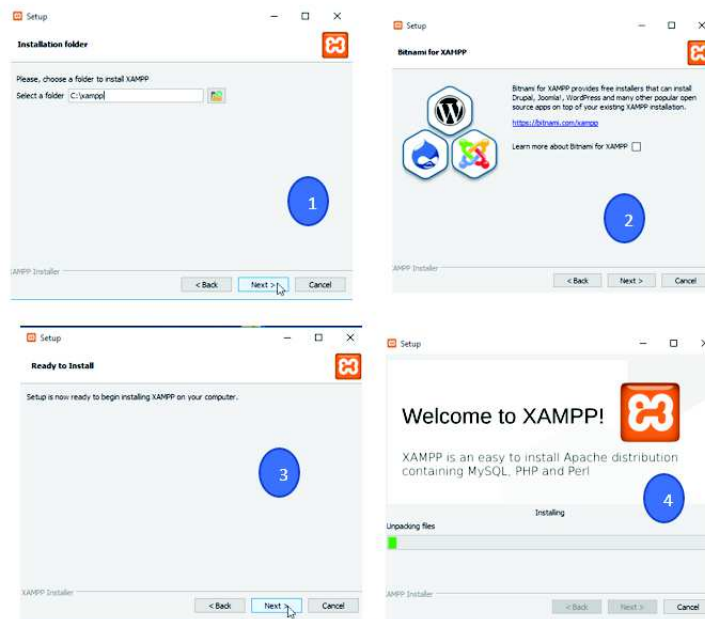 Setup
Installation folder
Please, choose a folder to install XAMPP
Select a folder C:\xampp
1
XAMPP Installer
< Back Next > Cancel
Setup
Bitnami for XAMPP
Bitnami for XAMPP provides free installers that can install
Drupal, Joomla!, WordPress and many other popular open
source apps on top of your existing XAMPP installation.
https://bitnami.com/xampp
Learn more about Bitnami for XAMPP
2
XAMPP Installer
< Back Next > Cancel
Setup
Ready to Install
Setup is now ready to begin installing XAMPP on your computer.
3
XAMPP Installer
< Back Next > Cancel
Setup
Welcome to XAMPP!
XAMPP is an easy to install Apache distribution
containing MySQL, PHP and Perl
4
Installing
Unpacking files
XAMPP Installer
< Back Next > Cancel